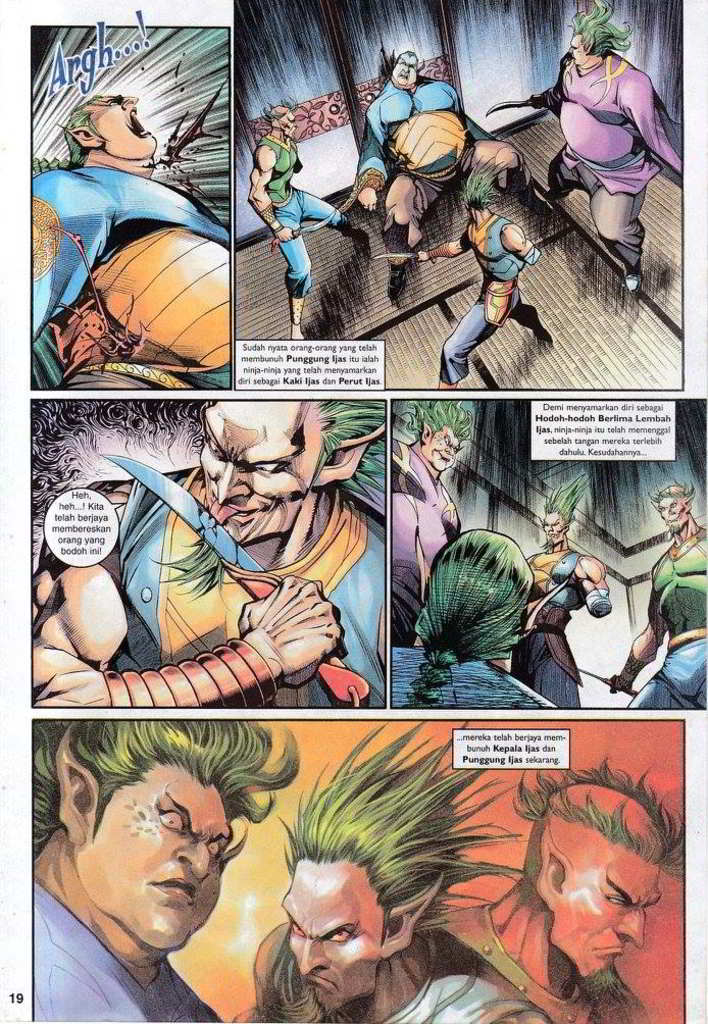 Argh...!
Sudah nyata orang-orang yang telah
membunuh Punggung Ijas itu ialah
ninja-ninja yang telah menyamarkan
diri sebagai Kaki Ijas dan Perut Ijas.
Heh,
heh...! Kita
telah berjaya
membereskan
orang yang
bodoh ini!
Demi menyamarkan diri sebagai
Hodoh-hodoh Berlima Lembah
Ijas, ninja-ninja itu telah memenggal
sebelah tangan mereka terlebih
dahulu. Kesudahannya...
...mereka telah berjaya mem-
bunuh Kepala Ijas dan
Punggung Ijas sekarang.
19